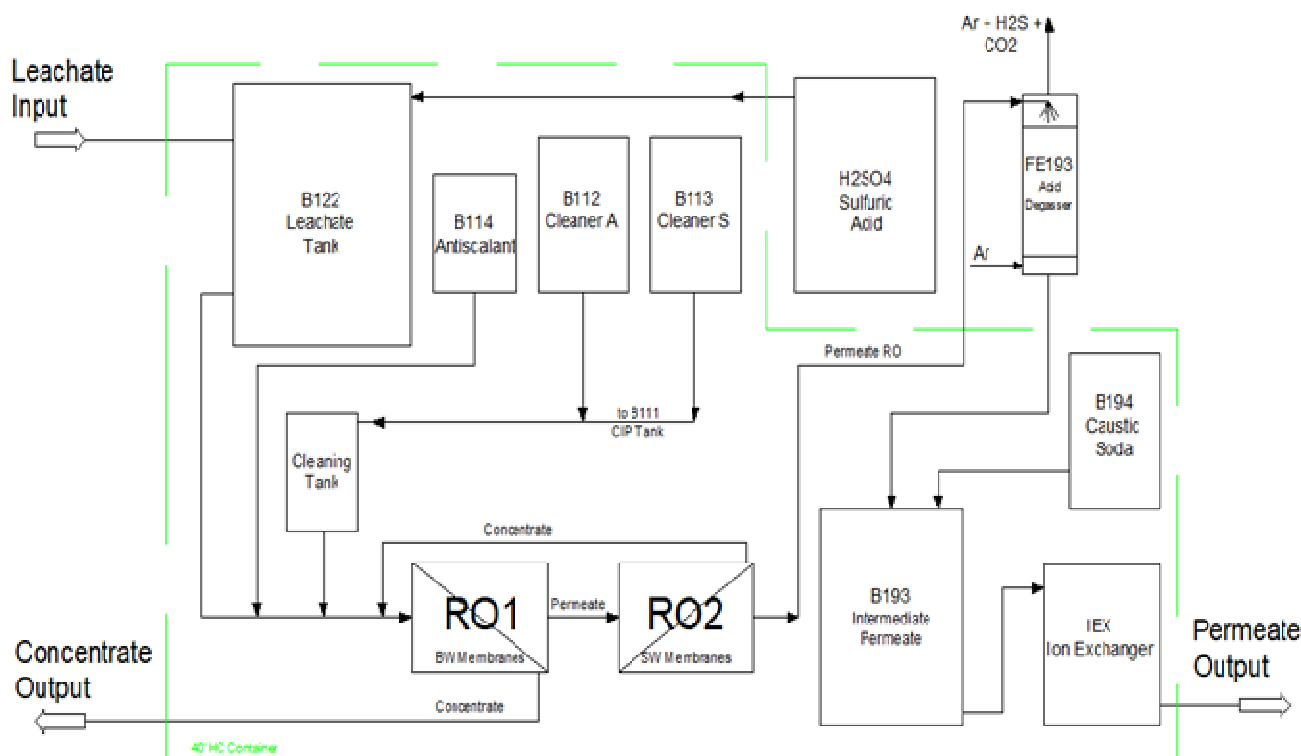 Ar - H2S +
CO2
Leachate
Input
B122
Leachate
Tank
B114
Antiscalant
B112
Cleaner A
B113
Cleaner S
H2SO4
Sulfuric
Acid
FE193
Acid
Degasser
Ar
Permeate RO
to B111
CIP Tank
B194
Caustic
Soda
Cleaning
Tank
Concentrate
RO1
BW Membranes
Permeate
RO2
SW Membranes
B193
Intermediate
Permeate
IEX
Ion Exchanger
Permeate
Output
Concentrate
Output
Concentrate
40' HC Container